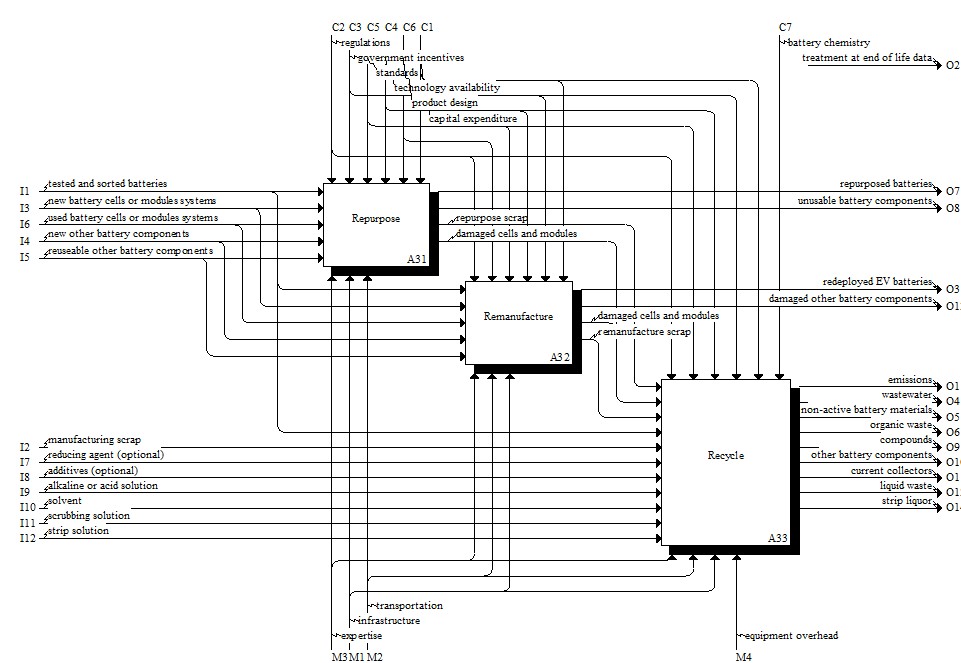 C2 C3 C5 C4 C6 C1
C7
regulations
battery chemistry
government incentives
treatment at end of life data
O2
standards
technology availability
product design
capital expenditure
I1
tested and sorted batteries
repurposed batteries
O7
I3
new battery cells or modules systems
unusable battery components
O8
I6
used battery cells or modules systems
Repurpose
repurpose scrap
I4
new other battery components
damaged cells and modules
I5
reuseable other battery components
A31
redeployed EV batteries
O3
damaged other battery components
O1
Remanufacture
damaged cells and modules
remanufacture scrap
A32
emissions
O1
wastewater
O4
non-active battery materials
O5
organic waste
O6
I2
manufacturing scrap
compounds
O9
I7
reducing agent (optional)
Recycle
other battery components
I8
additives (optional)
current collectors
O1
I9
alkaline or acid solution
liquid waste
I10
solvent
strip liquor
I11
scrubbing solution
I12
strip solution
A33
transportation
infrastructure
expertise
equipment overhead
M3 M1 M2
M4